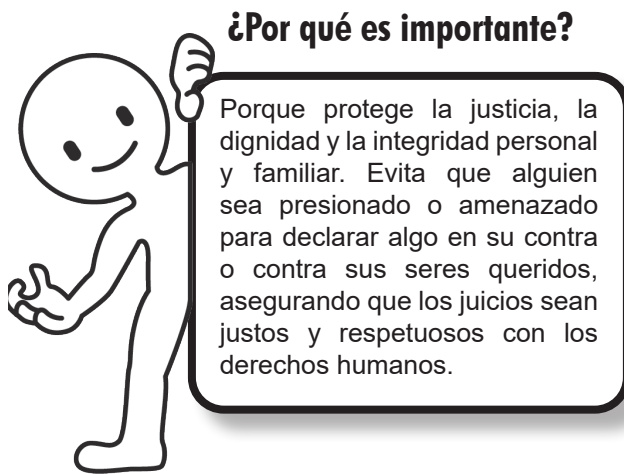 ¿Por qué es importante?
Porque protege la justicia, la
dignidad y la integridad personal
y familiar. Evita que alguien
sea presionado o amenazado
para declarar algo en su contra
o contra sus seres queridos,
asegurando que los juicios sean
justos y respetuosos con los
derechos humanos.